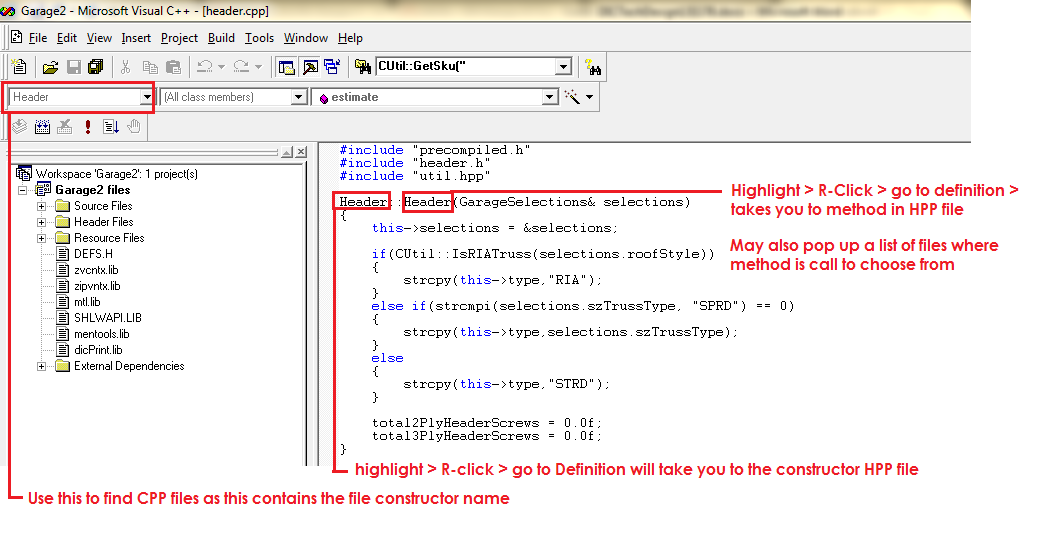 Garage2 - Microsoft Visual C++ - [header.cpp]
File Edit View Insert Project Build Tools Window Help
CUtil::GetSku("
Header (All class members) estimate
Workspace 'Garage2': 1 project(s)
Garage2 files
Source Files
Header Files
Resource Files
DEFS.H
zvcntx.lib
zipvntx.lib
mtl.lib
SHLWAPI.LIB
mentools.lib
dicPrint.lib
External Dependencies
#include "precompiled.h"
#include "header.h"
#include "util.hpp"
Header::Header(GarageSelections& selections)
{
this->selections = &selections;
if(CUtil::IsRIATruss(selections.roofStyle))
{
strcpy(this->type,"RIA");
}
else if(strcmpi(selections.szTrussType, "SPRD") == 0)
{
strcpy(this->type,selections.szTrussType);
}
else
{
strcpy(this->type,"STRD");
}
total2PlyHeaderScrews = 0.0f;
total3PlyHeaderScrews = 0.0f;
}
Highlight > R-Click > go to definition >
takes you to method in HPP file
May also pop up a list of files where
method is call to choose from
highlight > R-click > go to Definition will take you to the constructor HPP file
Use this to find CPP files as this contains the file constructor name